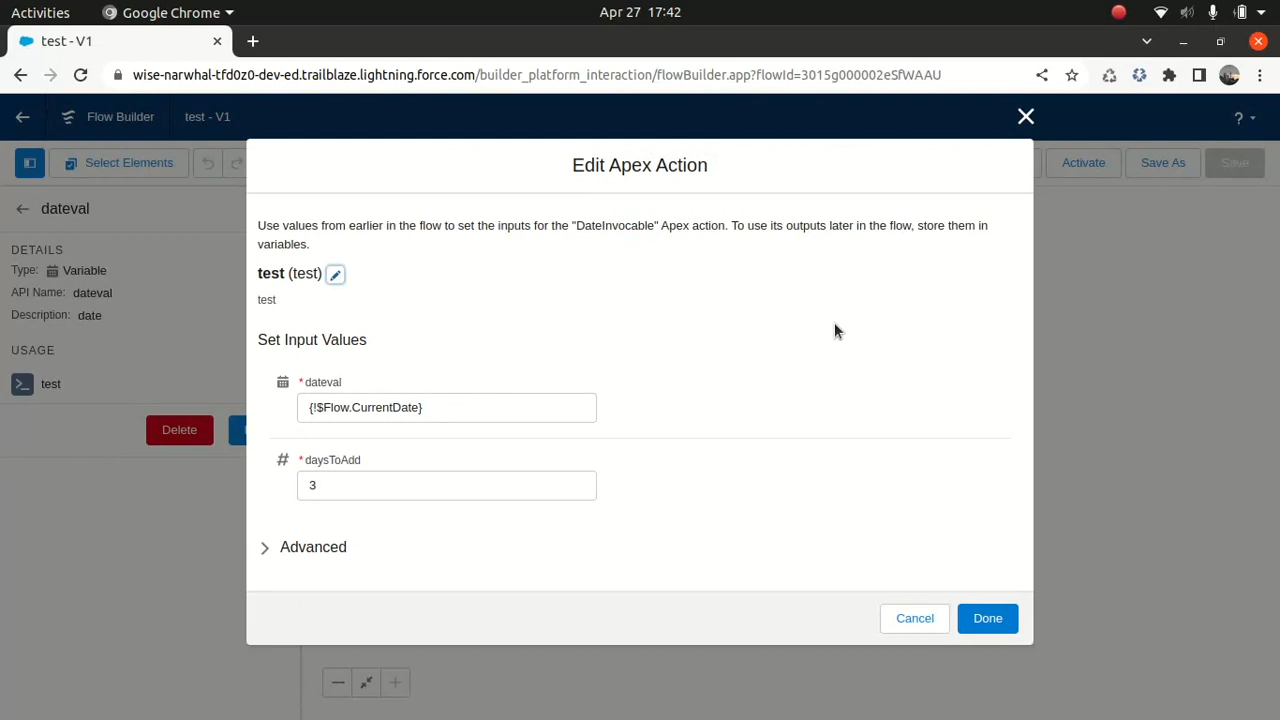 Activities
Google Chrome
Apr 27 17:42
test - V1
wise-narwhal-tfd0z0-dev-ed.trailblaze.lightning.force.com/builder_platform_interaction/flowBuilder.app?flowId=3015g000002eSfWAAU
Flow Builder
test - V1
?
Select Elements
Activate
Save As
Save
Edit Apex Action
dateval
DETAILS
Type: Variable
API Name: dateval
Description: date
USAGE
test
Delete
Use values from earlier in the flow to set the inputs for the "DateInvocable" Apex action. To use its outputs later in the flow, store them in
variables.
test (test)
test
Set Input Values
*dateval
{!$Flow.CurrentDate}
# *daysToAdd
3
Advanced
Cancel
Done